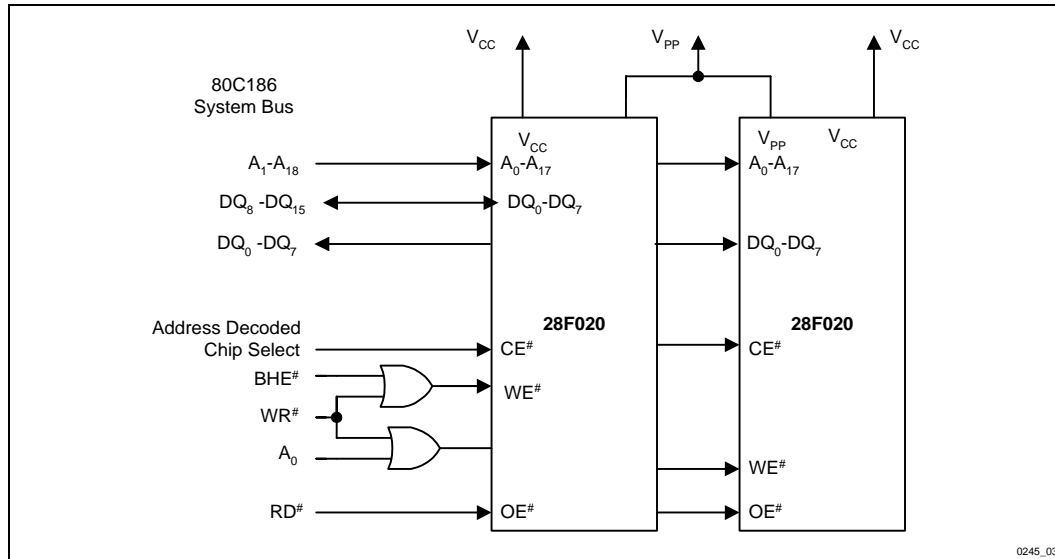 V_CC V_PP V_CC
80C186
System Bus
V_CC V_PP V_CC
A_1-A_18 A_0-A_17 A_0-A_17
DQ_8 -DQ_15 DQ_0-DQ_7
DQ_0 -DQ_7 DQ_0-DQ_7
28F020 28F020
Address Decoded
Chip Select CE# CE#
BHE# WE#
WR#
A_0 WE#
RD# OE# OE#
0245_03